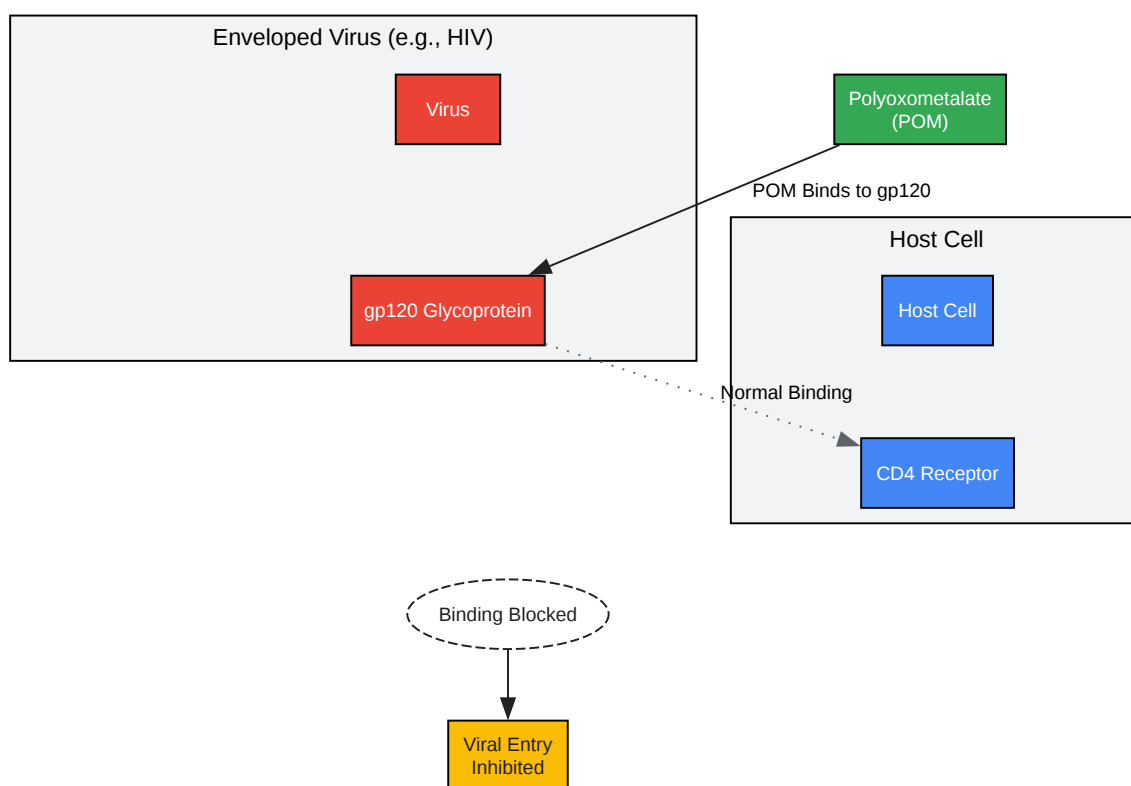 Enveloped Virus (e.g., HIV)
Virus
Polyoxometalate
(POM)
POM Binds to gp120
Host Cell
gp120 Glycoprotein
Host Cell
Normal Binding
CD4 Receptor
Binding Blocked
Viral Entry
Inhibited